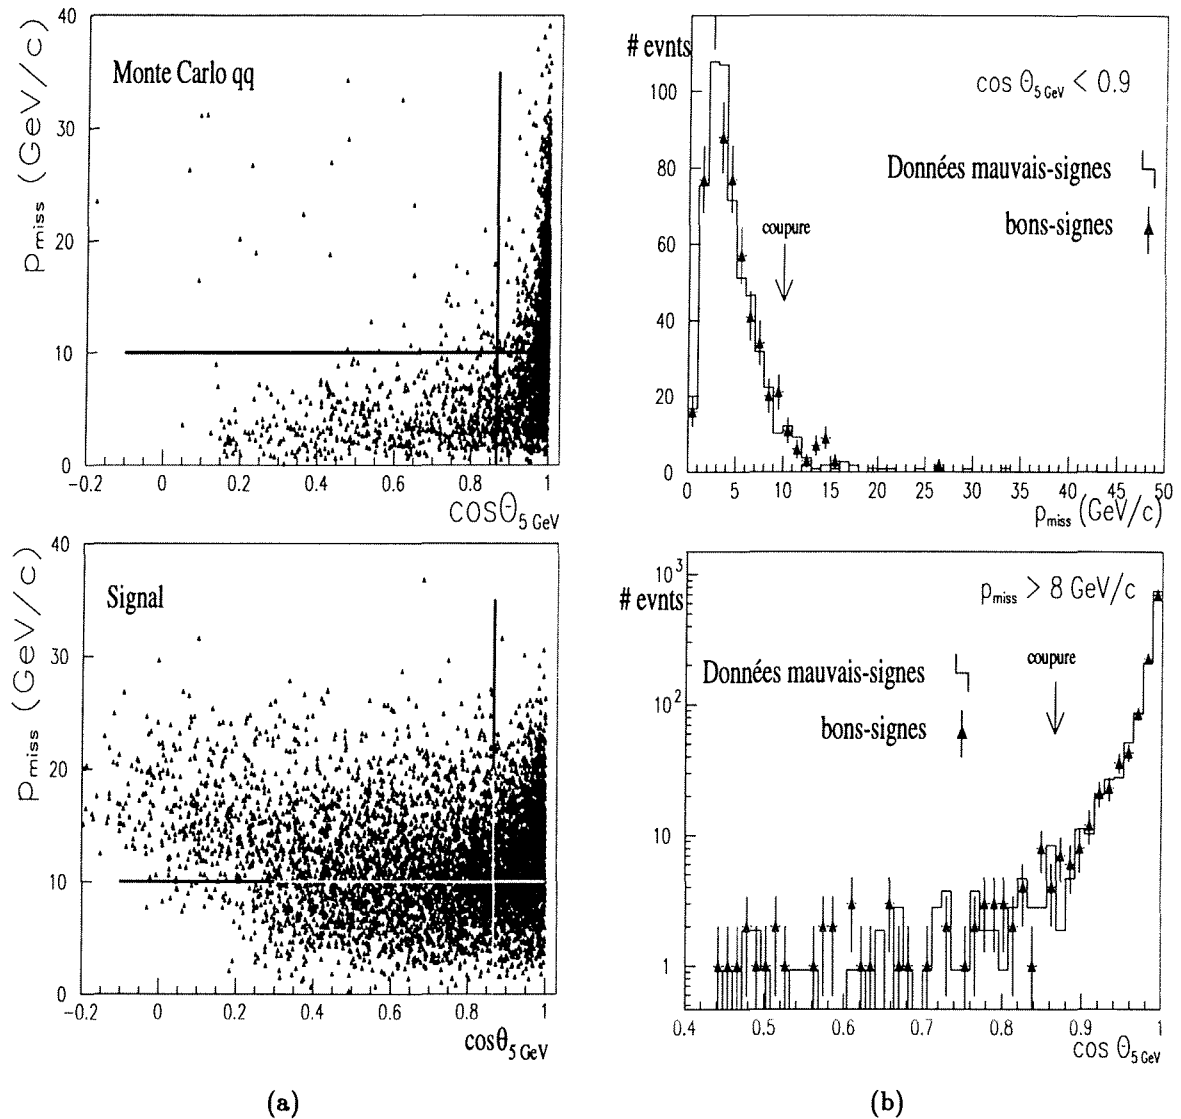 40
30
20
10
0
p_miss (GeV/c)
Monte Carlo qq
-0.2 0 0.2 0.4 0.6 0.8 1
cosΘ_5 GeV
# evnts
100
80
60
40
20
0
cos Θ_5 GeV < 0.9
Données mauvais-signes
bons-signes
coupure
0 5 10 15 20 25 30 35 40 45 50
p_miss (GeV/c)
40
30
20
10
0
p_miss (GeV/c)
Signal
-0.2 0 0.2 0.4 0.6 0.8 1
cosθ_5 GeV
10^3
# evnts
10^2
10
1
p_miss > 8 GeV/c
Données mauvais-signes
coupure
bons-signes
0.4 0.5 0.6 0.7 0.8 0.9 1
cos Θ_5 GeV
(a)
(b)